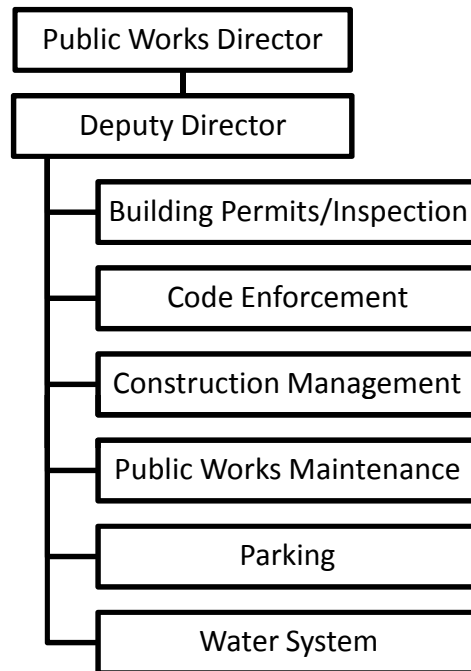 Public Works Director
Deputy Director
Building Permits/Inspection
Code Enforcement
Construction Management
Public Works Maintenance
Parking
Water System